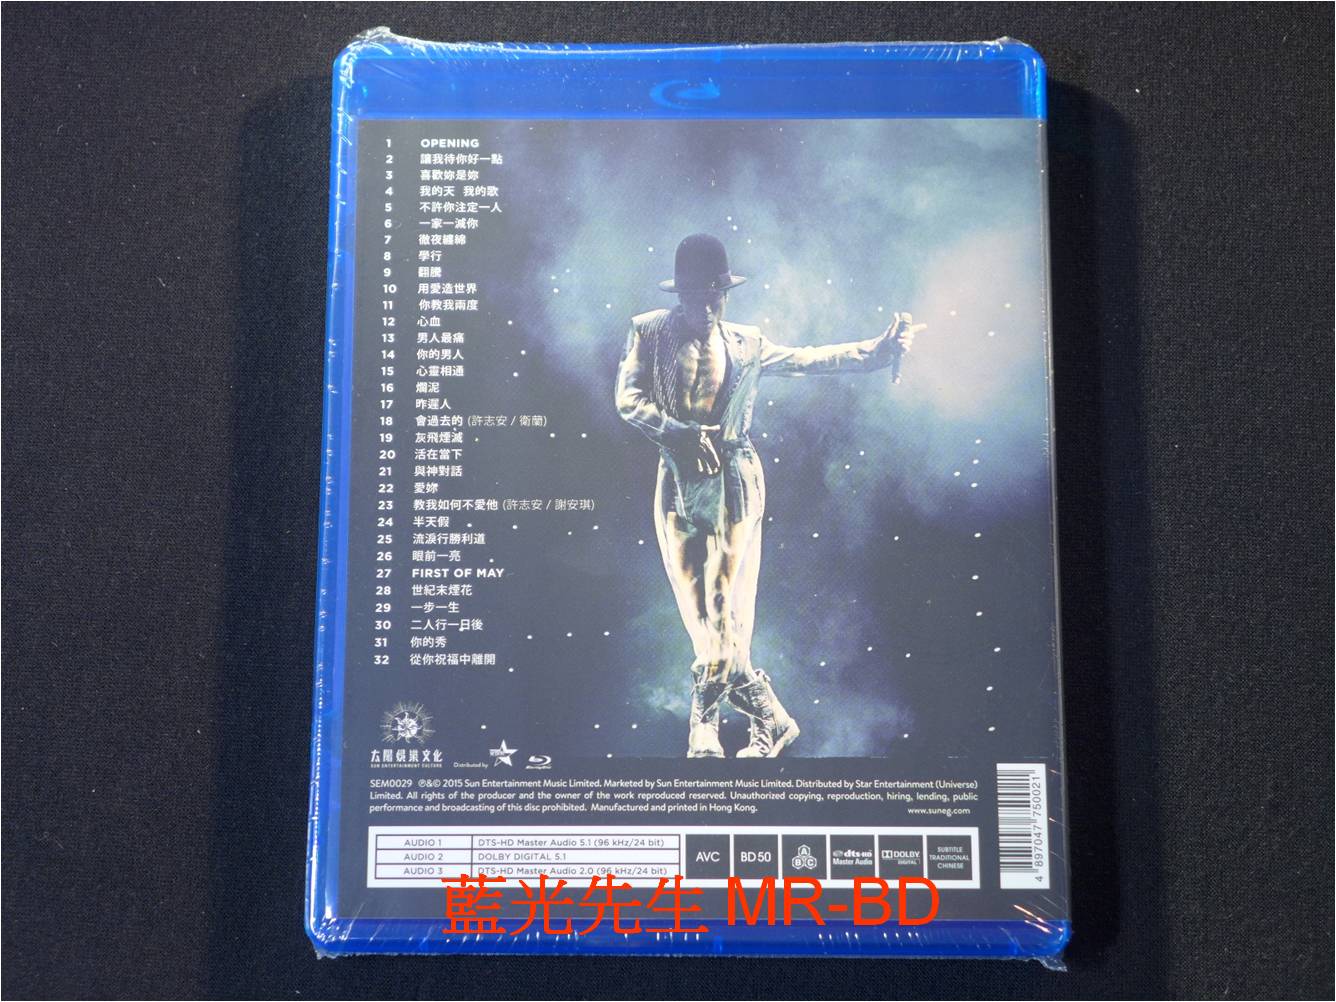 1 OPENING
2 讓我待你好一點
3 喜歡妳是妳
4 我的天 我的歌
5 不許你注定一人
6 一家一減你
7 徹夜纏綿
8 學行
9 翻騰
10 用愛造世界
11 你教我兩度
12 心血
13 男人最痛
14 你的男人
15 心靈相通
16 爛泥
17 昨遲人
18 會過去的 (許志安 / 衛蘭)
19 灰飛煙滅
20 活在當下
21 與神對話
22 愛妳
23 教我如何不愛他 (許志安 / 謝安琪)
24 半天假
25 流淚行勝利道
26 眼前一亮
27 FIRST OF MAY
28 世紀末煙花
29 一步一生
30 二人行一日後
31 你的秀
32 從你祝福中離開
太陽娛樂文化
SUN ENTERTAINMENT CULTURE
Distributed by
SEM0029 ℗&© 2015 Sun Entertainment Music Limited. Marketed by Sun Entertainment Music Limited. Distributed by Star Entertainment (Universe)
Limited. All rights of the producer and the owner of the work reproduced reserved. Unauthorized copying, reproduction, hiring, lending, public
performance and broadcasting of this disc prohibited. Manufactured and printed in Hong Kong.
www.suneg.com
AUDIO 1 DTS-HD Master Audio 5.1 (96 kHz/24 bit)
AUDIO 2 DOLBY DIGITAL 5.1
AUDIO 3 DTS-HD Master Audio 2.0 (96 kHz/24 bit)
AVC
BD50
A B C
dts-HD
Master Audio
DOLBY
DIGITAL
SUBTITLE
TRADITIONAL
CHINESE
4 897047 750021
藍光先生 MR-BD